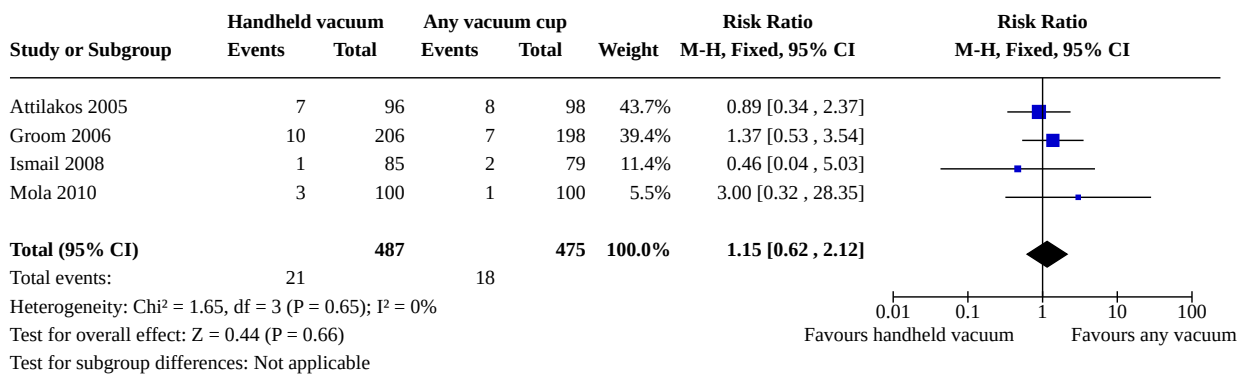 Handheld vacuum Any vacuum cup Risk Ratio Risk Ratio
Study or Subgroup Events Total Events Total Weight M-H, Fixed, 95% CI M-H, Fixed, 95% CI
Attilakos 2005 7 96 8 98 43.7% 0.89 [0.34 , 2.37]
Groom 2006 10 206 7 198 39.4% 1.37 [0.53 , 3.54]
Ismail 2008 1 85 2 79 11.4% 0.46 [0.04 , 5.03]
Mola 2010 3 100 1 100 5.5% 3.00 [0.32 , 28.35]
Total (95% CI) 487 475 100.0% 1.15 [0.62 , 2.12]
Total events: 21 18
Heterogeneity: Chi² = 1.65, df = 3 (P = 0.65); I² = 0%
0.01 0.1 1 10 100
Test for overall effect: Z = 0.44 (P = 0.66)
Favours handheld vacuum Favours any vacuum
Test for subgroup differences: Not applicable